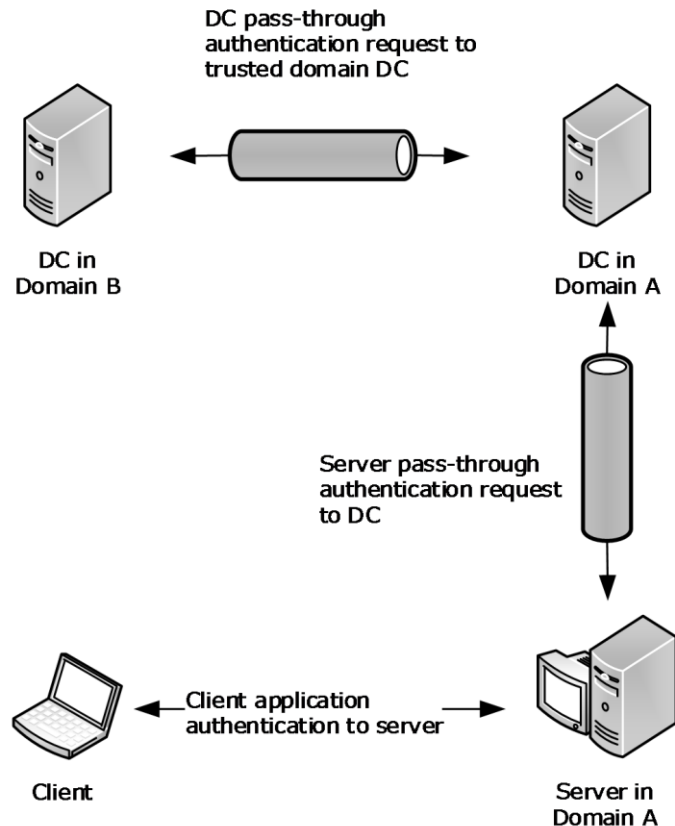 DC pass-through
authentication request to
trusted domain DC
DC in
Domain B
DC in
Domain A
Server pass-through
authentication request
to DC
Client application
authentication to server
Client
Server in
Domain A